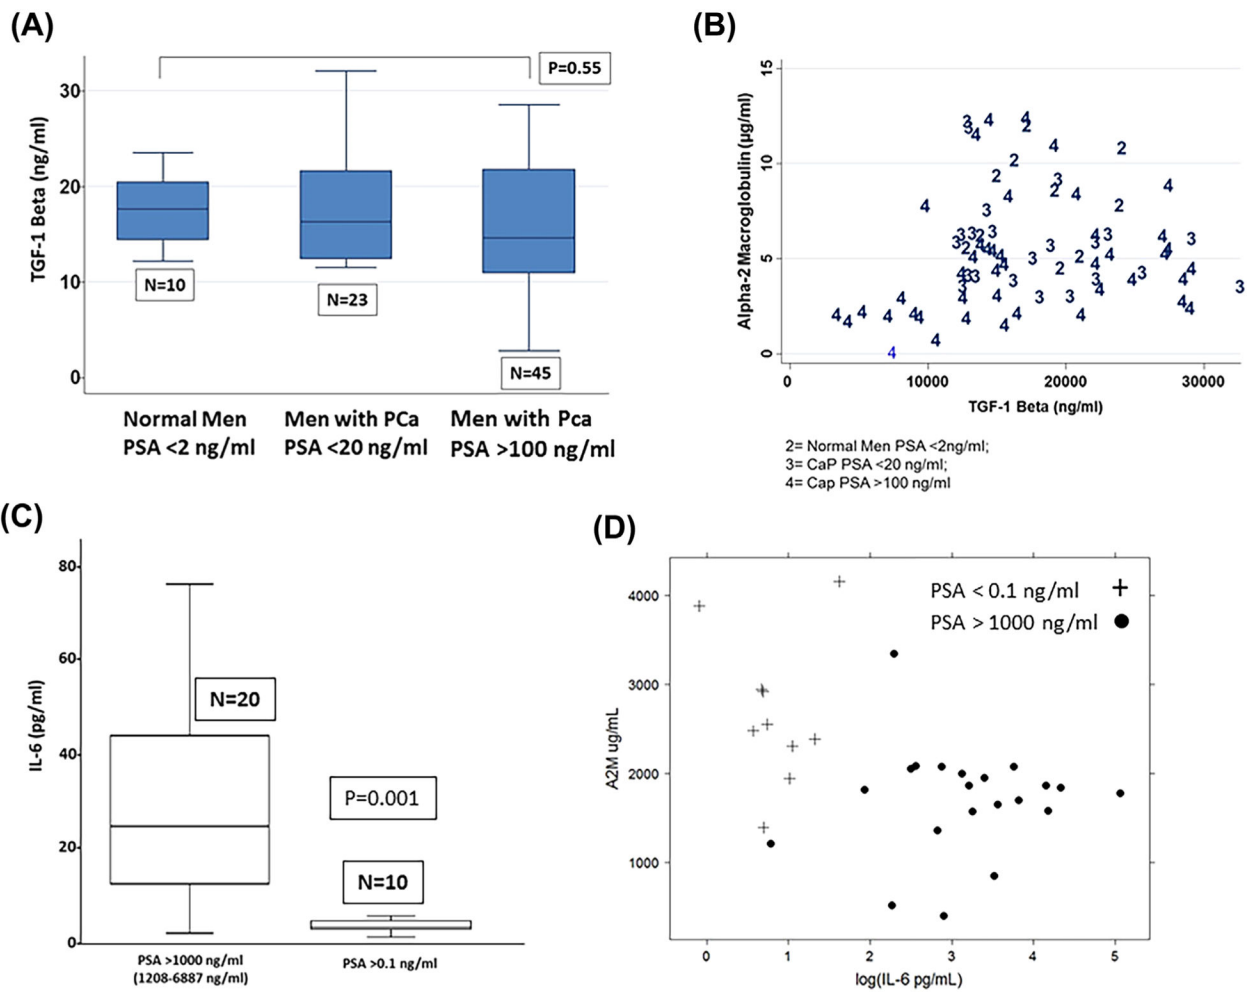 (A)
P=0.55
TGF-1 Beta (ng/ml)
30
20
10
0
N=10
N=23
N=45
Normal Men
PSA <2 ng/ml
Men with PCa
PSA <20 ng/ml
Men with Pca
PSA >100 ng/ml
(B)
Alpha-2 Macroglobulin (µg/ml)
15
10
5
0
0 10000 20000 30000
TGF-1 Beta (ng/ml)
2= Normal Men PSA <2ng/ml;
3= CaP PSA <20 ng/ml;
4= Cap PSA >100 ng/ml
(C)
IL-6 (pg/ml)
80
60
40
20
0
N=20
P=0.001
N=10
PSA >1000 ng/ml
(1208-6887 ng/ml)
PSA >0.1 ng/ml
(D)
PSA < 0.1 ng/ml
PSA > 1000 ng/ml
A2M ug/mL
4000
3000
2000
1000
0 1 2 3 4 5
log(IL-6 pg/mL)